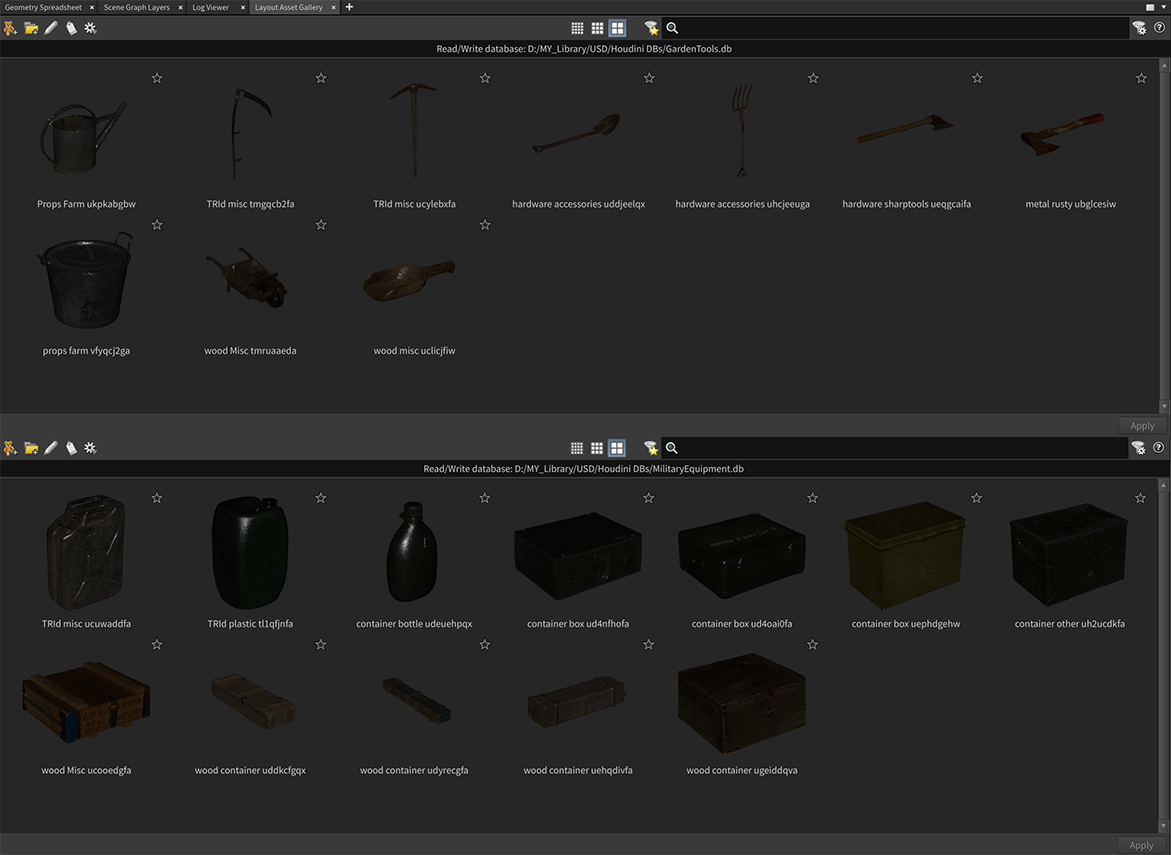 Geometry Spreadsheet × Scene Graph Layers × Log Viewer × Layout Asset Gallery × +
Read/Write database: D:/MY_Library/USD/Houdini DBs/GardenTools.db
Props Farm ukpkabgbw TRId misc tmgqcb2fa TRId misc ucylebxfa hardware accessories uddjeelqx hardware accessories uhcjeeuga hardware sharptools ueqgcaifa metal rusty ubglcesiw
props farm vfyqcj2ga wood Misc tmruaaeda wood misc uclicjfiw
Apply
Read/Write database: D:/MY_Library/USD/Houdini DBs/MilitaryEquipment.db
TRId misc ucuwaddfa TRId plastic tl1qfjnfa container bottle udeuehpqx container box ud4nfhofa container box ud4oai0fa container box uephdgehw container other uh2ucdkfa
wood Misc ucooedgfa wood container uddkcfgqx wood container udyrecgfa wood container uehqdivfa wood container ugeiddqva
Apply